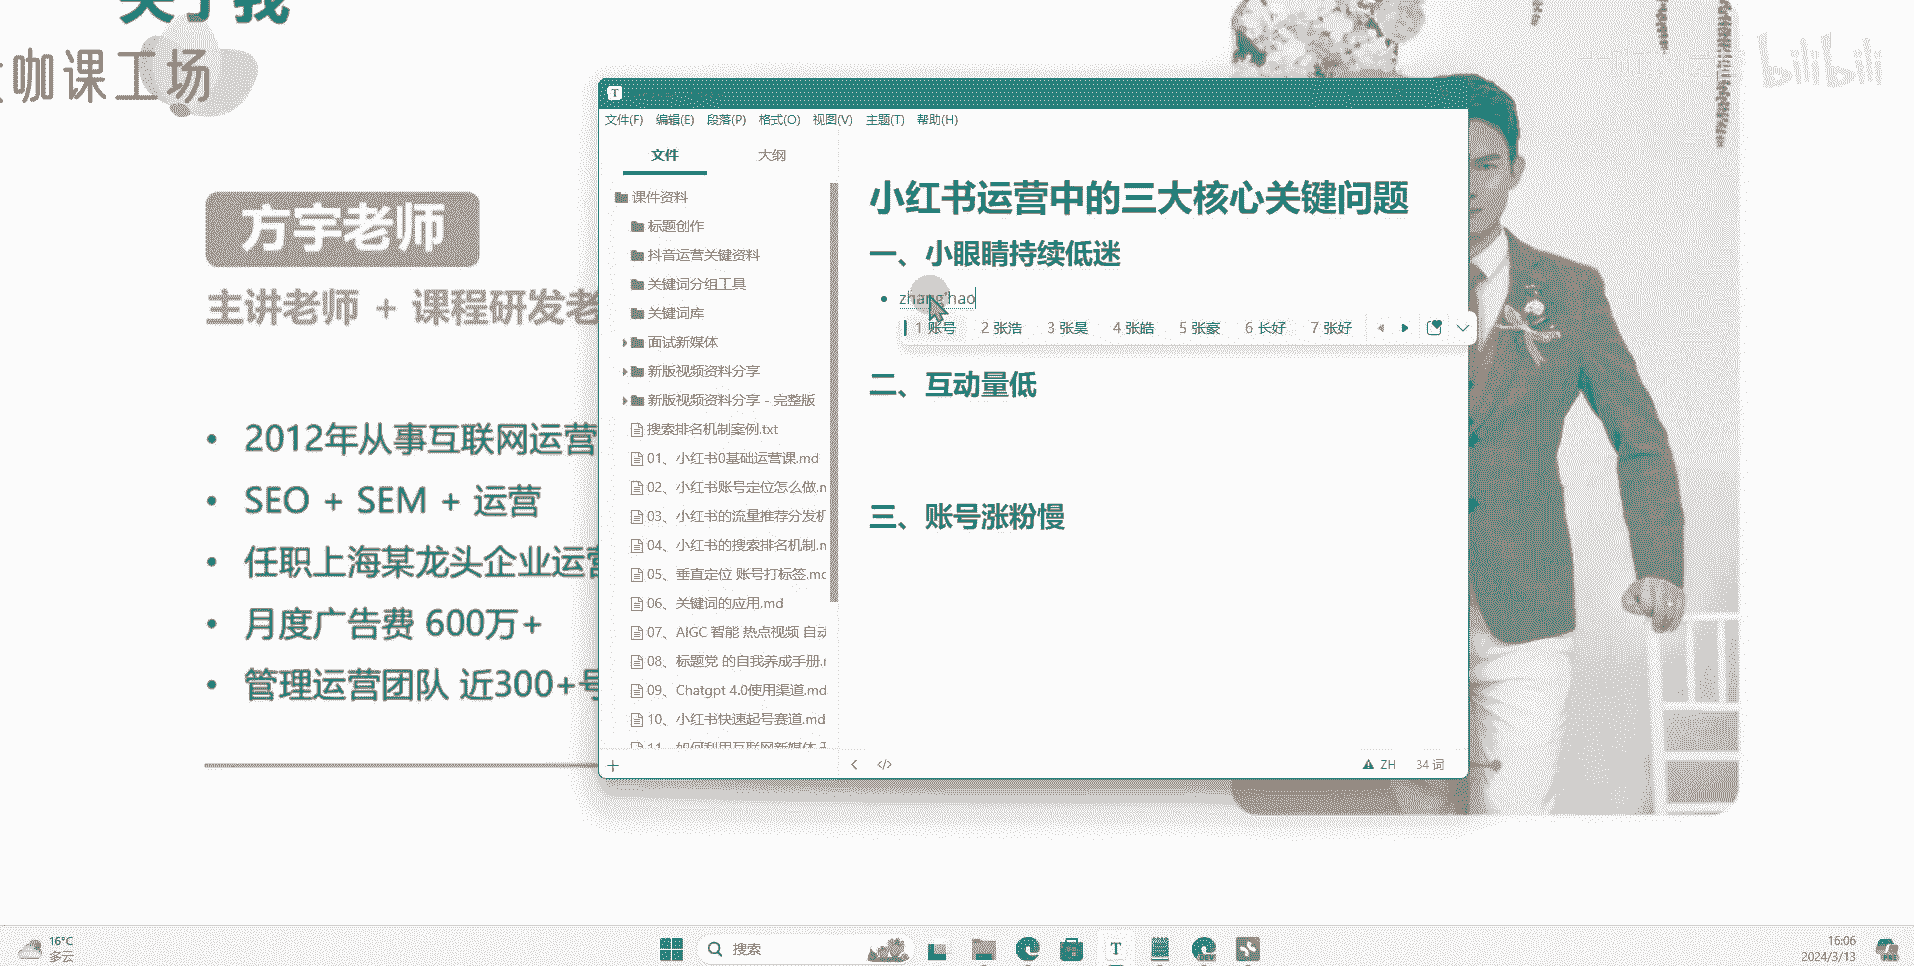 关于我
咖课工场
bilibili
方宇老师
主讲老师 + 课程研发老
2012年从事互联网运营
SEO + SEM + 运营
任职上海某龙头企业运营
月度广告费 600万+
管理运营团队 近300+号
T
文件(F) 编辑(E) 段落(P) 格式(O) 视图(V) 主题(T) 帮助(H)
文件 大纲
课件资料
标题创作
抖音运营关键资料
关键词分组工具
关键词库
面试新媒体
新版视频资料分享
新版视频资料分享 - 完整版
搜索排名机制案例.txt
01、小红书0基础运营课.md
02、小红书账号定位怎么做.m
03、小红书的流量推荐分发机
04、小红书的搜索排名机制.m
05、垂直定位 账号打标签.mc
06、关键词的应用.md
07、AIGC 智能 热点视频 自动
08、标题党 的自我养成手册.r
09、Chatgpt 4.0使用渠道.md
10、小红书快速起号赛道.md
11、如何利用互联网新媒体
小红书运营中的三大核心关键问题
一、小眼睛持续低迷
zhang'hao
1 账号 2 张浩 3 张昊 4 张皓 5 张豪 6 长好 7 张好
二、互动量低
三、账号涨粉慢
ZH 34 词
16°C
多云
搜索
T
16:06
2024/3/13